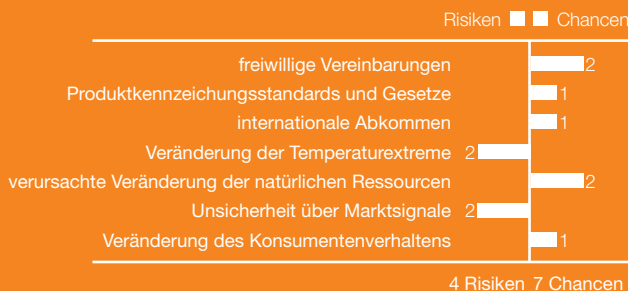 Risiken Chancen
freiwillige Vereinbarungen 2
Produktkennzeichungsstandards und Gesetze 1
internationale Abkommen 1
Veränderung der Temperaturextreme 2
verursachte Veränderung der natürlichen Ressourcen 2
Unsicherheit über Marktsignale 2
Veränderung des Konsumentenverhaltens 1
4 Risiken 7 Chancen